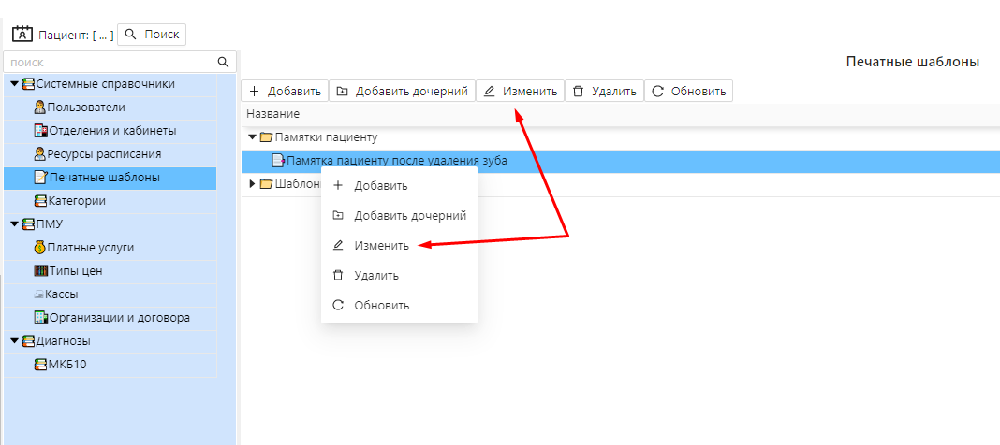 Пациент: [ ... ] Поиск
поиск
Печатные шаблоны
Системные справочники
Пользователи
Отделения и кабинеты
Ресурсы расписания
Печатные шаблоны
Категории
ПМУ
Платные услуги
Типы цен
Кассы
Организации и договора
Диагнозы
МКБ10
Добавить Добавить дочерний Изменить Удалить Обновить
Название
Памятки пациенту
Памятка пациенту после удаления зуба
Добавить
Добавить дочерний
Изменить
Удалить
Обновить